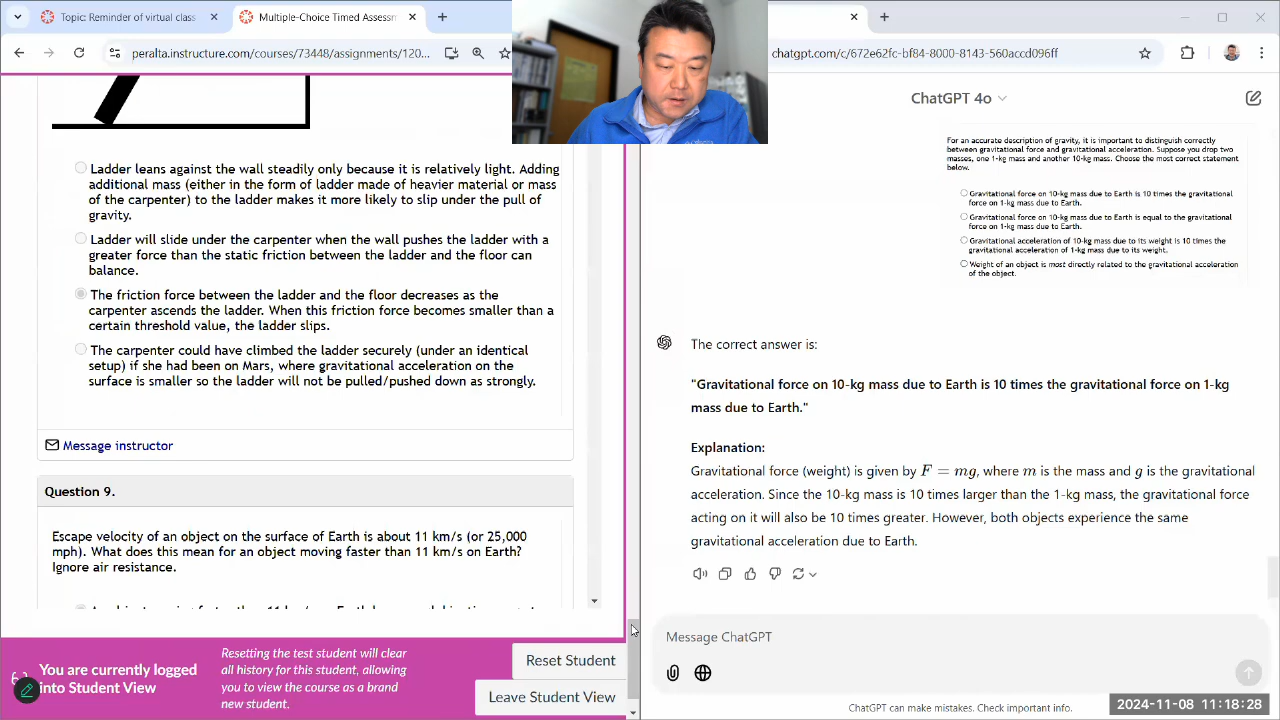 Topic: Reminder of virtual class
Multiple-Choice Timed Assessm
peralta.instructure.com/courses/73448/assignments/120...
chatgpt.com/c/672e62fc-bf84-8000-8143-560accd095ff
Ladder leans against the wall steadily only because it is relatively light. Adding
additional mass (either in the form of ladder made of heavier material or mass
of the carpenter) to the ladder makes it more likely to slip under the pull of
gravity.
Ladder will slide under the carpenter when the wall pushes the ladder with a
greater force than the static friction between the ladder and the floor can
balance.
The friction force between the ladder and the floor decreases as the
carpenter ascends the ladder. When this friction force becomes smaller than a
certain threshold value, the ladder slips.
The carpenter could have climbed the ladder securely (under an identical
setup) if she had been on Mars, where gravitational acceleration on the
surface is smaller so the ladder will not be pulled/pushed down as strongly.
Message instructor
Question 9.
Escape velocity of an object on the surface of Earth is about 11 km/s (or 25,000
mph). What does this mean for an object moving faster than 11 km/s on Earth?
Ignore air resistance.
You are currently logged
into Student View
Resetting the test student will clear
all history for this student, allowing
you to view the course as a brand
new student.
Reset Student
Leave Student View
ChatGPT 4o
For an accurate description of gravity, it is important to distinguish correctly
between gravitational force and gravitational acceleration. Suppose you drop two
masses, one 1-kg mass and another 10-kg mass. Choose the most correct statement
below.
Gravitational force on 10-kg mass due to Earth is 10 times the gravitational
force on 1-kg mass due to Earth.
Gravitational force on 10-kg mass due to Earth is equal to the gravitational
force on 1-kg mass due to Earth.
Gravitational acceleration of 10-kg mass due to its weight is 10 times the
gravitational acceleration of 1-kg mass due to its weight.
Weight of an object is most directly related to the gravitational acceleration
of the object.
The correct answer is:
"Gravitational force on 10-kg mass due to Earth is 10 times the gravitational force on 1-kg
mass due to Earth."
Explanation:
Gravitational force (weight) is given by F = mg, where m is the mass and g is the gravitational
acceleration. Since the 10-kg mass is 10 times larger than the 1-kg mass, the gravitational force
acting on it will also be 10 times greater. However, both objects experience the same
gravitational acceleration due to Earth.
Message ChatGPT
ChatGPT can make mistakes. Check important info.
2024-11-08 11:18:28